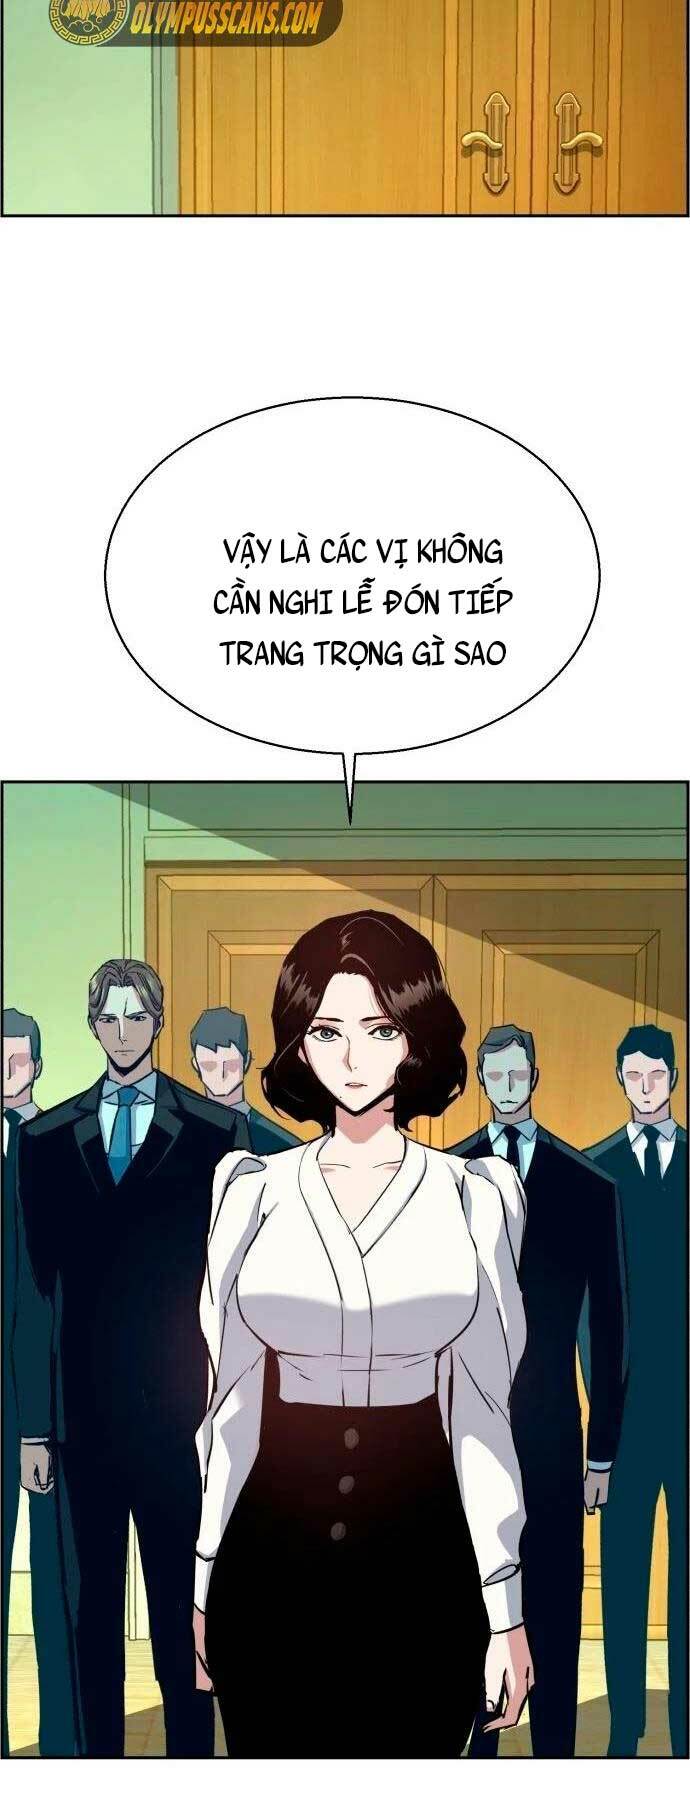 OLYMPUSSCANS.COM
VẬY LÀ CÁC VỊ KHÔNG
CẦN NGHI LỄ ĐÓN TIẾP
TRANG TRỌNG GÌ SAO